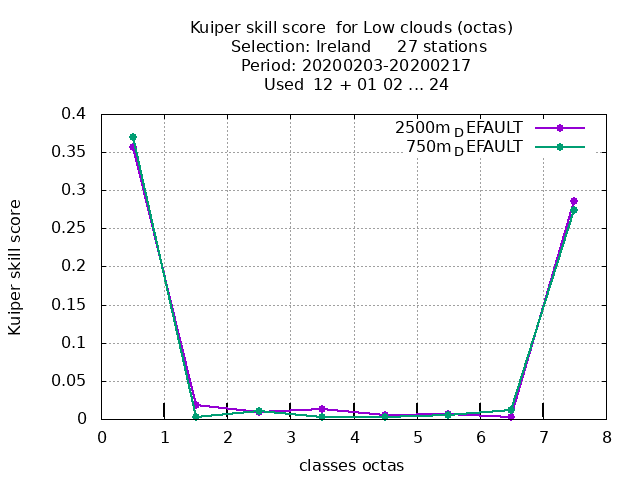 Kuiper skill score  for Low clouds (octas)
Selection: Ireland     27 stations
Period: 20200203-20200217
Used  12 + 01 02 ... 24
2500m_DEFAULT
750m_DEFAULT
0.4
0.35
0.3
0.25
0.2
0.15
0.1
0.05
0
Kuiper skill score
0 1 2 3 4 5 6 7 8
classes octas